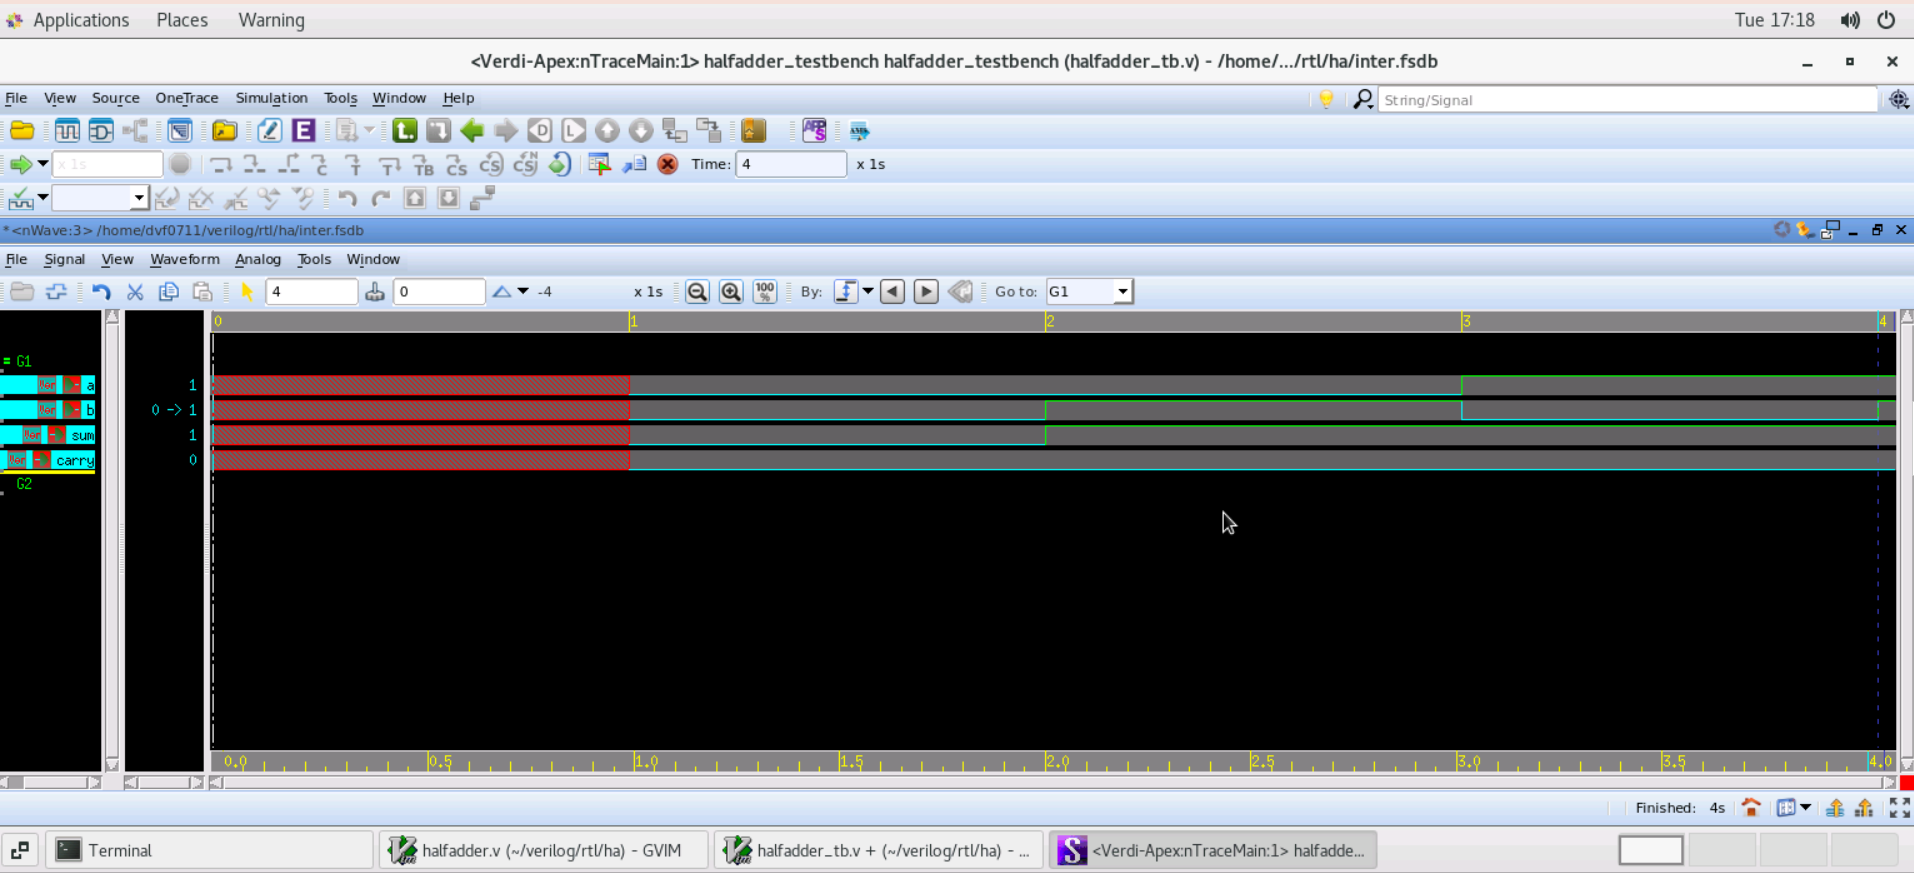 Applications Places Warning Tue 17:18
<Verdi-Apex:nTraceMain:1> halfadder_testbench halfadder_testbench (halfadder_tb.v) - /home/.../rtl/ha/inter.fsdb
File View Source OneTrace Simulation Tools Window Help String/Signal
x 1s Time: 4 x 1s
*<nWave:3> /home/dvf0711/verilog/rtl/ha/inter.fsdb
File Signal View Waveform Analog Tools Window
4 0 -4 x 1s 100 % By: Go to: G1
0 1 2 3 4
= G1
a 1
b 0 -> 1
sum 1
carry 0
G2
0.0 0.5 1.0 1.5 2.0 2.5 3.0 3.5 4.0
Finished: 4s
Terminal halfadder.v (~/verilog/rtl/ha) - GVIM halfadder_tb.v + (~/verilog/rtl/ha) - ... <Verdi-Apex:nTraceMain:1> halfadde...